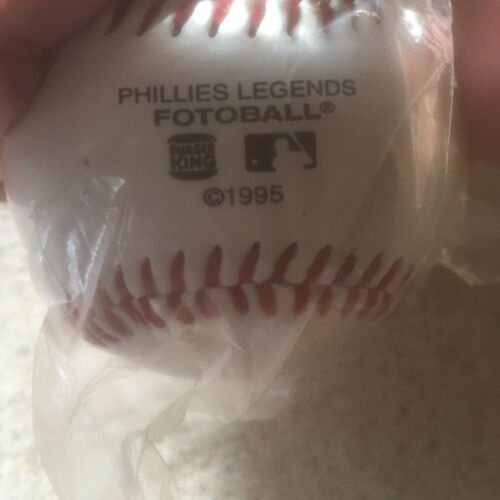 PHILLIES LEGENDS
FOTOBALL®
BURGER
KING
©1995